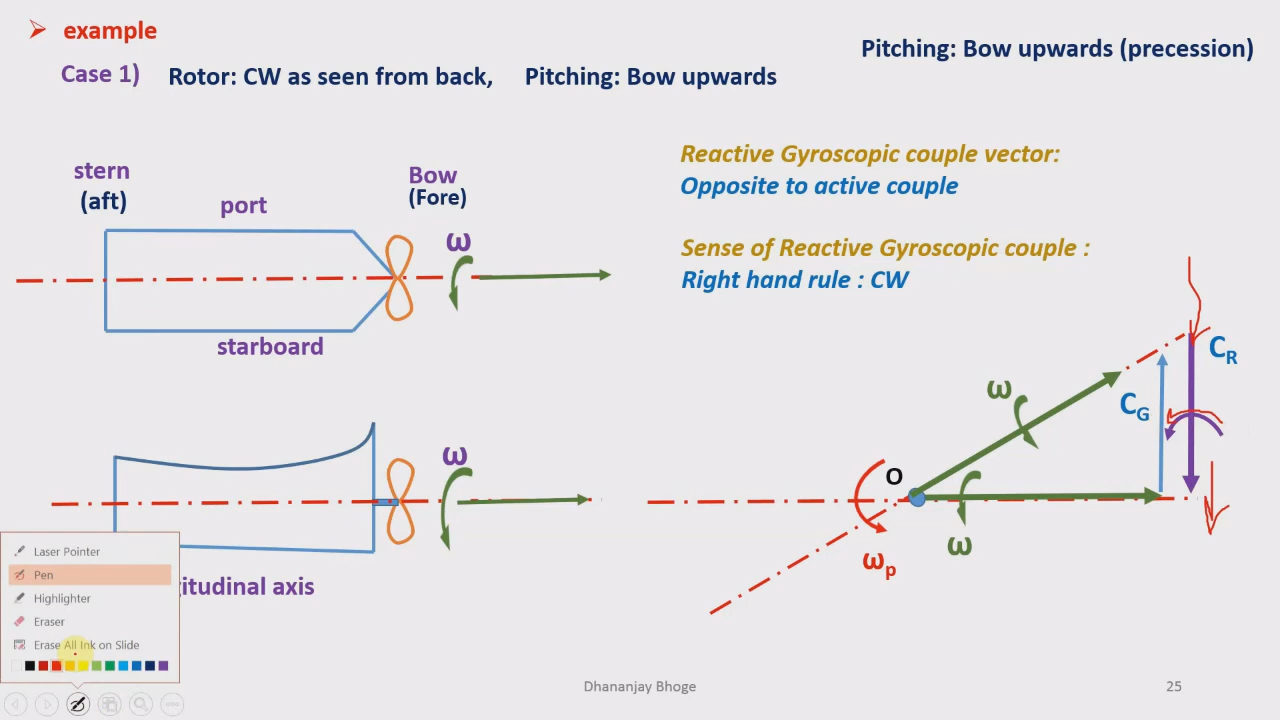 example
Case 1) Rotor: CW as seen from back, Pitching: Bow upwards
Pitching: Bow upwards (precession)
stern
(aft)
port
Bow
(Fore)
ω
starboard
Reactive Gyroscopic couple vector:
Opposite to active couple
Sense of Reactive Gyroscopic couple :
Right hand rule : CW
ω
gitudinal axis
C_R
C_G
ω
O
ω
ω_p
Laser Pointer
Pen
Highlighter
Eraser
Erase All Ink on Slide
Dhananjay Bhoge
25